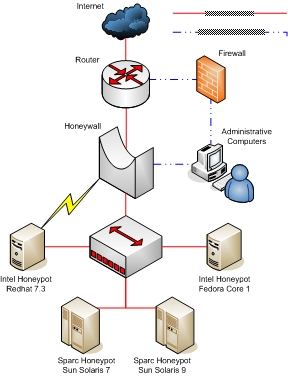 Internet
Router
Firewall
Honeywall
Administrative
Computers
Intel Honeypot
Redhat 7.3
Intel Honeypot
Fedora Core 1
Sparc Honeypot
Sun Solaris 7
Sparc Honeypot
Sun Solaris 9